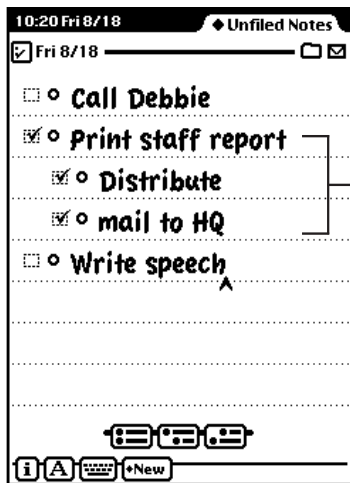 10:20 Fri 8/18 ◆Unfiled Notes
Fri 8/18
Call Debbie
Print staff report
Distribute
mail to HQ
Write speech
i A •New